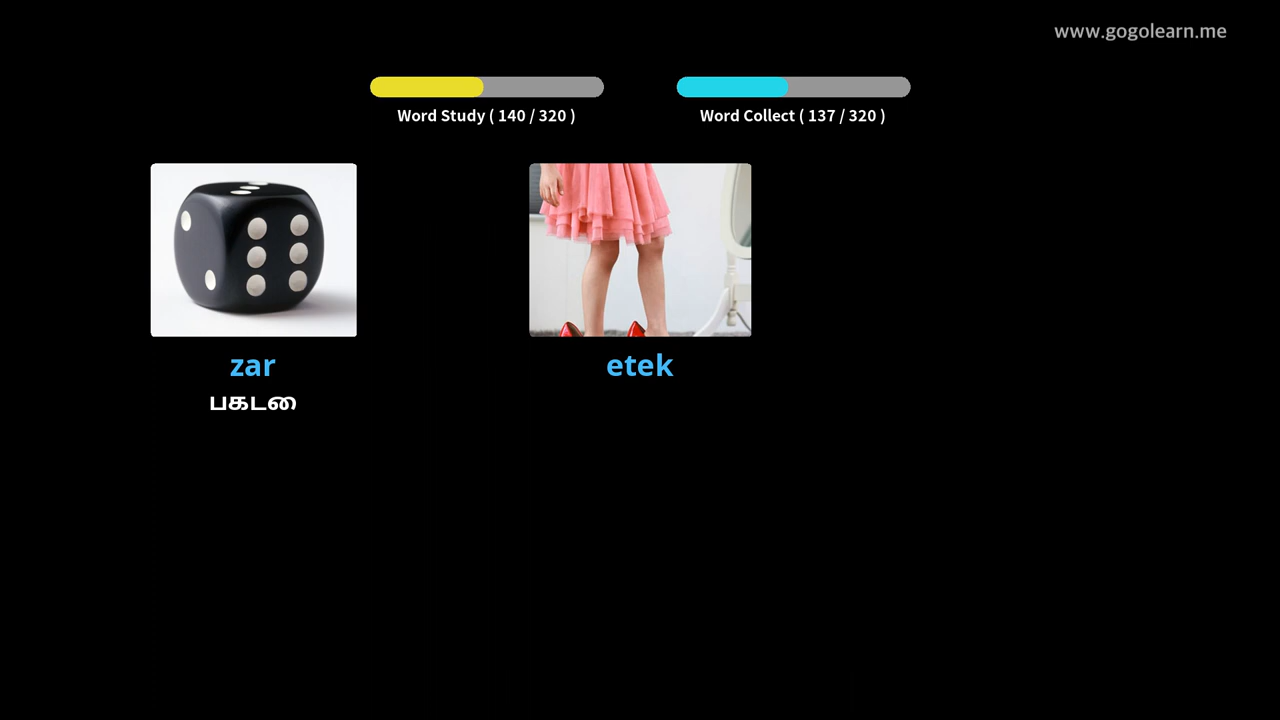 www.gogolearn.me
Word Study ( 140 / 320 )
Word Collect ( 137 / 320 )
zar
etek
பகடை